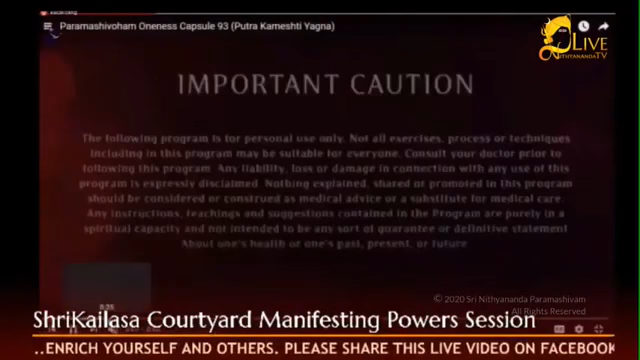 Paramashivoham Oneness Capsule 93 (Putra Kameshti Yagna)
LIVE
NITHYANANDATV
IMPORTANT CAUTION
The following program is for personal use only. Not all exercises, process or techniques
including in this program may be suitable for everyone. Consult your doctor prior to
following this program. Any liability, loss or damage in connection with any use of this
program is expressly disclaimed. Nothing explained, shared or promoted in this program
should be considered or construed as medical advice or a substitute for medical care.
Any instructions, teachings and suggestions contained in the Program are purely in a
spiritual capacity and not intended to be any sort of guarantee or definitive statement
About one's health or one's past, present, or future
© 2020 Sri Nithyananda Paramashivam
All Rights Reserved
ShriKailasa Courtyard Manifesting Powers Session
..ENRICH YOURSELF AND OTHERS. PLEASE SHARE THIS LIVE VIDEO ON FACEBOOK